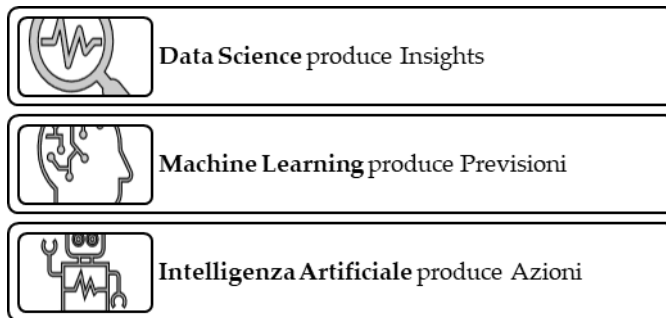 Data Science produce Insights
Machine Learning produce Previsioni
Intelligenza Artificiale produce Azioni